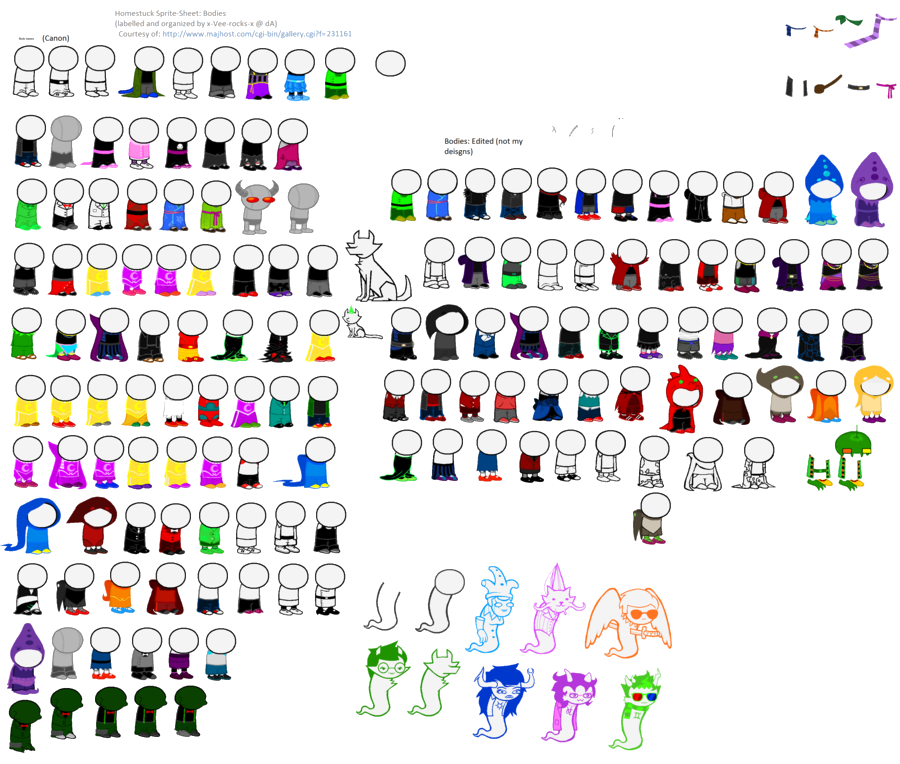 Homestuck Sprite-Sheet: Bodies
(labelled and organized by x-Vee-rocks-x @ dA)
Courtesy of: http://www.majhost.com/cgi-bin/gallery.cgi?f=231161
(Canon)
Bodies: Edited (not my
deisgns)